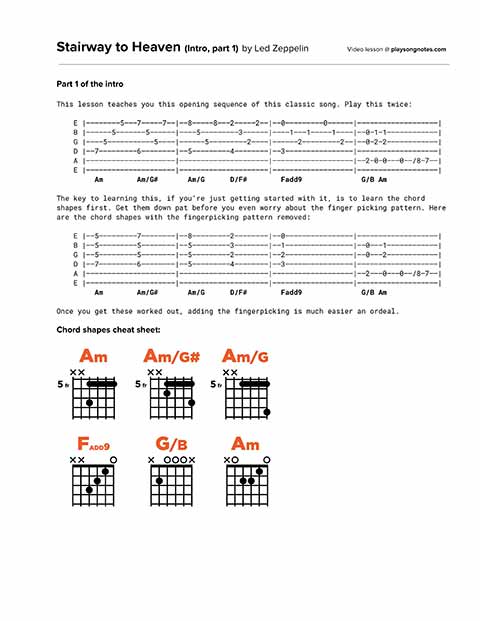 Stairway to Heaven (Intro, part 1) by Led Zeppelin Video lesson @ playsongnotes.com
Part 1 of the intro
This lesson teaches you this opening sequence of this classic song. Play this twice:
E |-------5---7-----7--|--8-----8---2-----2--|--0---------0-------|-----------------|
B |-----5-------5------|-----5--------3------|----1---1-----1-----|--0-1-1----------|
G |---5-----------5----|---5-----------2-----|------2---------2---|--0-2-2----------|
D |--7-------6---------|--5-------4----------|--3-----------------|-----------------|
A |--------------------|---------------------|--------------------|--2-0-0---0--/8-7--|
E |--------------------|---------------------|--------------------|-----------------|
Am Am/G# Am/G D/F# Fadd9 G/B Am
The key to learning this, if you're just getting started with it, is to learn the
chord shapes first. Get them down pat before you even worry about the finger picking pattern. Here
are the chord shapes with the fingerpicking pattern removed:
E |--5-------7---------|--8-------2----------|--0-----------------|-----------------|
B |--5-------5---------|--5-------3----------|--1-----------------|--0---1----------|
G |--5-------5---------|--5-------2----------|--2-----------------|--0---2----------|
D |--7-------6---------|--5-------4----------|--3-----------------|-----------------|
A |--------------------|---------------------|--------------------|--2---0---0--/8-7--|
E |--------------------|---------------------|--------------------|-----------------|
Am Am/G# Am/G D/F# Fadd9 G/B Am
Once you get these worked out, adding the fingerpicking is much easier an ordeal.
Chord shapes cheat sheet:
Am Am/G# Am/G
xx xx xx
5 fr 5 fr 5 fr
FADD9 G/B Am
xx o x ooox xo o